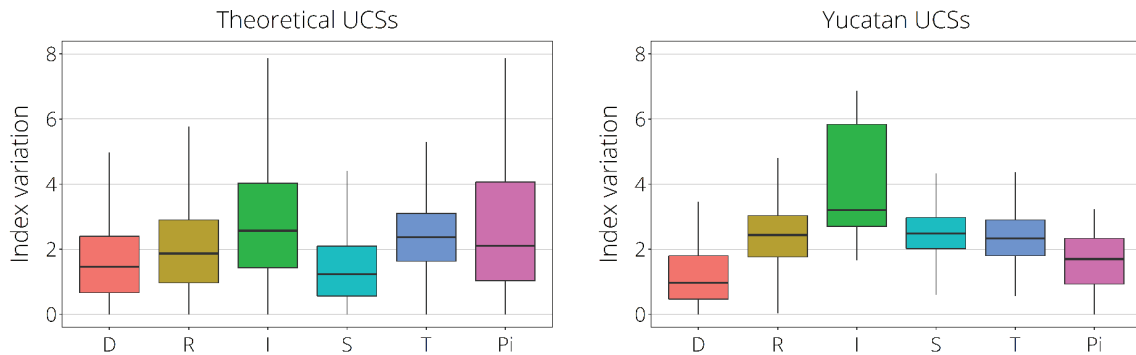 Theoretical UCSs
Index variation
8
6
4
2
0
D R I S T Pi
Yucatan UCSs
Index variation
8
6
4
2
0
D R I S T Pi